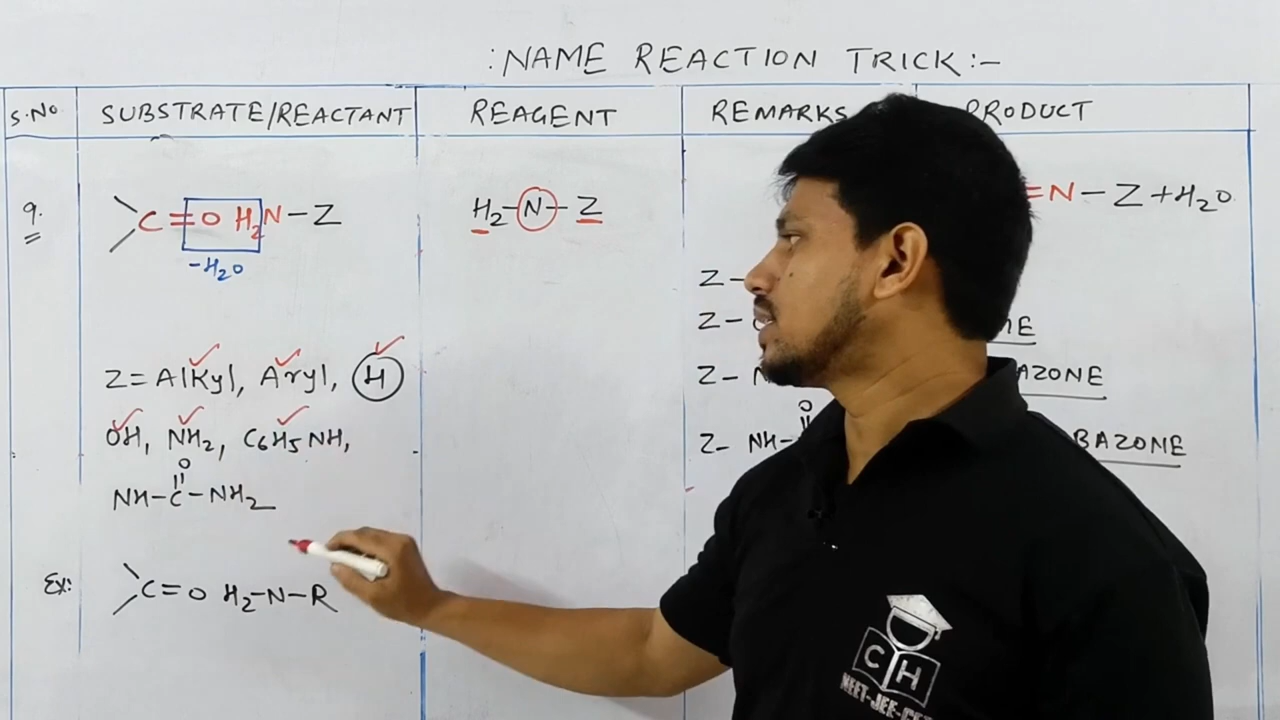 :NAME REACTION TRICK:-
S.No SUBSTRATE/REACTANT REAGENT REMARKS PRODUCT
9. C=O H2N-Z H2-N-Z =N-Z+H2O
-H2O
Z-
Z-
Z=Alkyl, Aryl, H Z- AZONE
OH, NH2, C6H5NH, Z- NH- BAZONE
O
NH-C-NH2
Ex: C=O H2-N-R
C H
NEET-JEE-CET